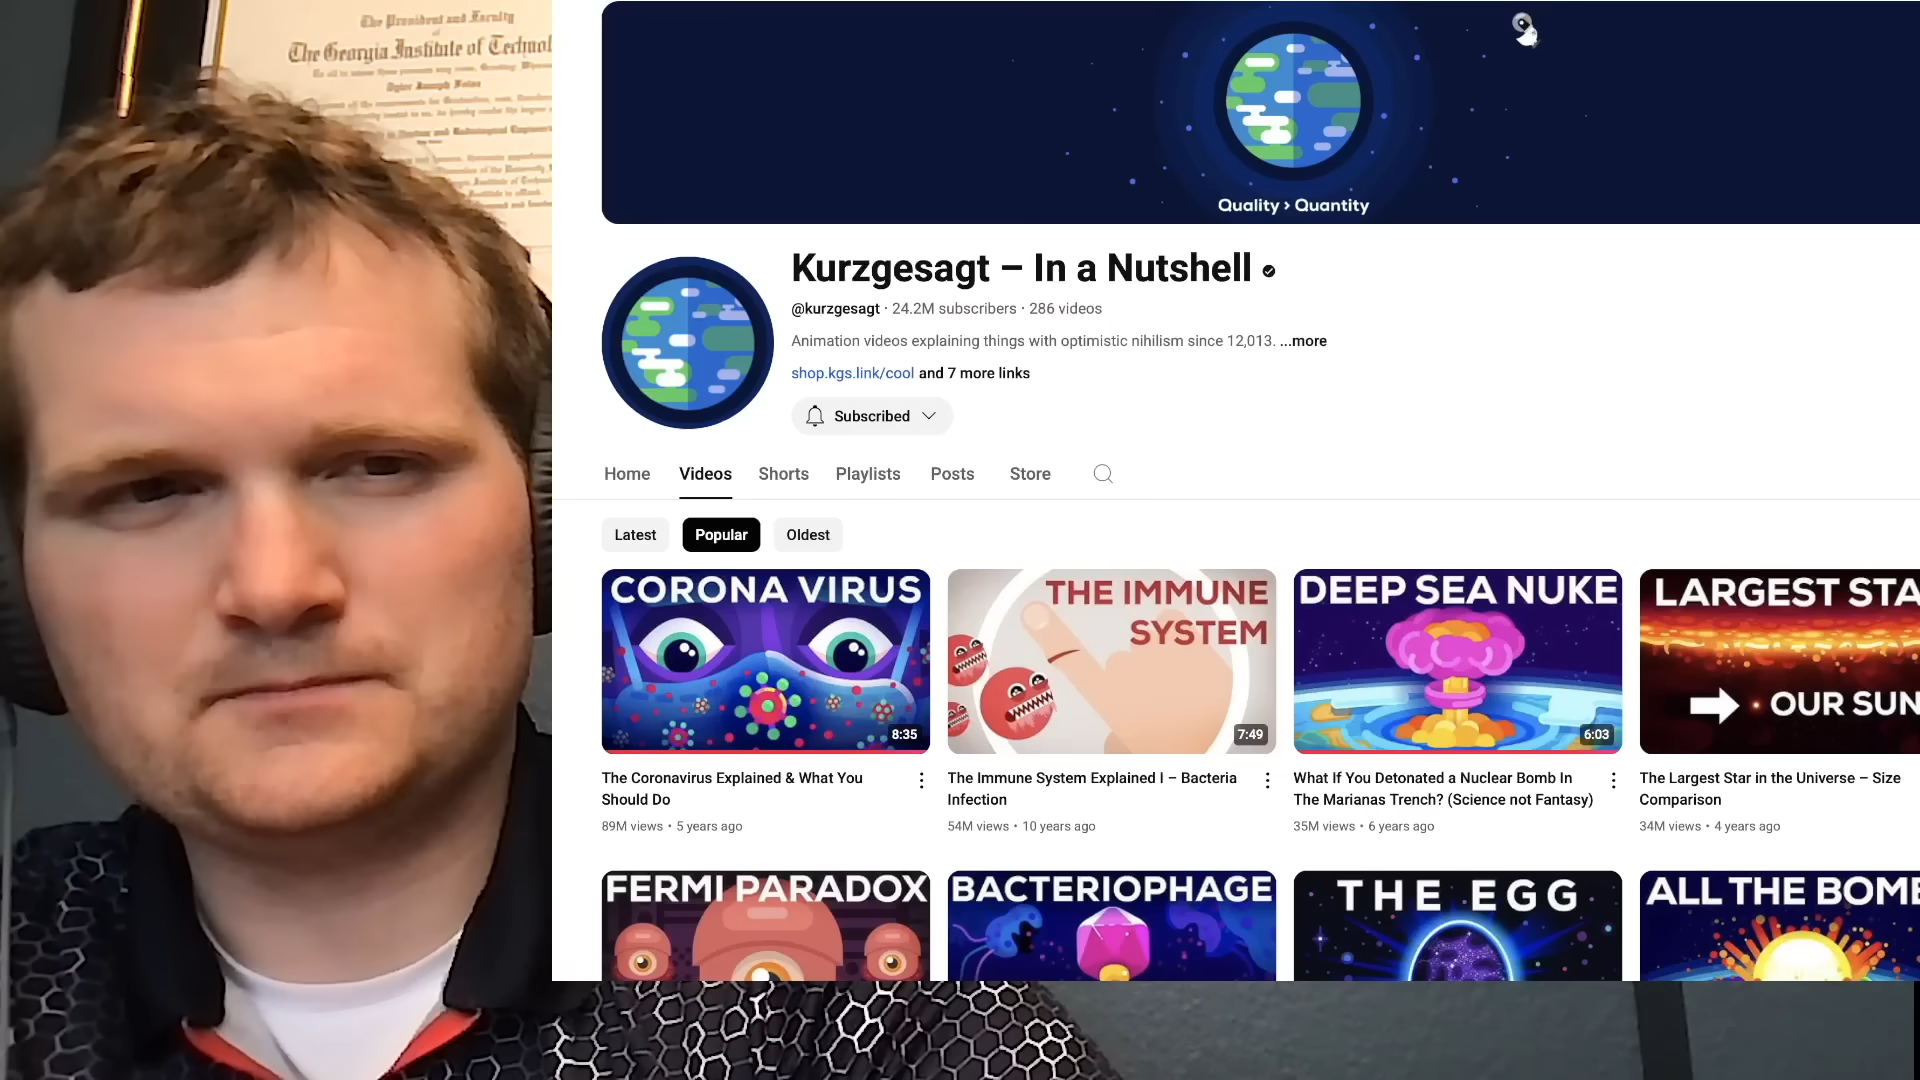 The President and Faculty
of
The Georgia Institute of Technol
Quality > Quantity
Kurzgesagt – In a Nutshell
@kurzgesagt · 24.2M subscribers · 286 videos
Animation videos explaining things with optimistic nihilism since 12,013. ...more
shop.kgs.link/cool and 7 more links
Subscribed
Home Videos Shorts Playlists Posts Store
Latest Popular Oldest
CORONA VIRUS
8:35
The Coronavirus Explained & What You
Should Do
89M views • 5 years ago
THE IMMUNE
SYSTEM
7:49
The Immune System Explained I – Bacteria
Infection
54M views • 10 years ago
DEEP SEA NUKE
6:03
What If You Detonated a Nuclear Bomb In
The Marianas Trench? (Science not Fantasy)
35M views • 6 years ago
LARGEST STA
OUR SUN
The Largest Star in the Universe – Size
Comparison
34M views • 4 years ago
FERMI PARADOX
BACTERIOPHAGE
THE EGG
ALL THE BOMB